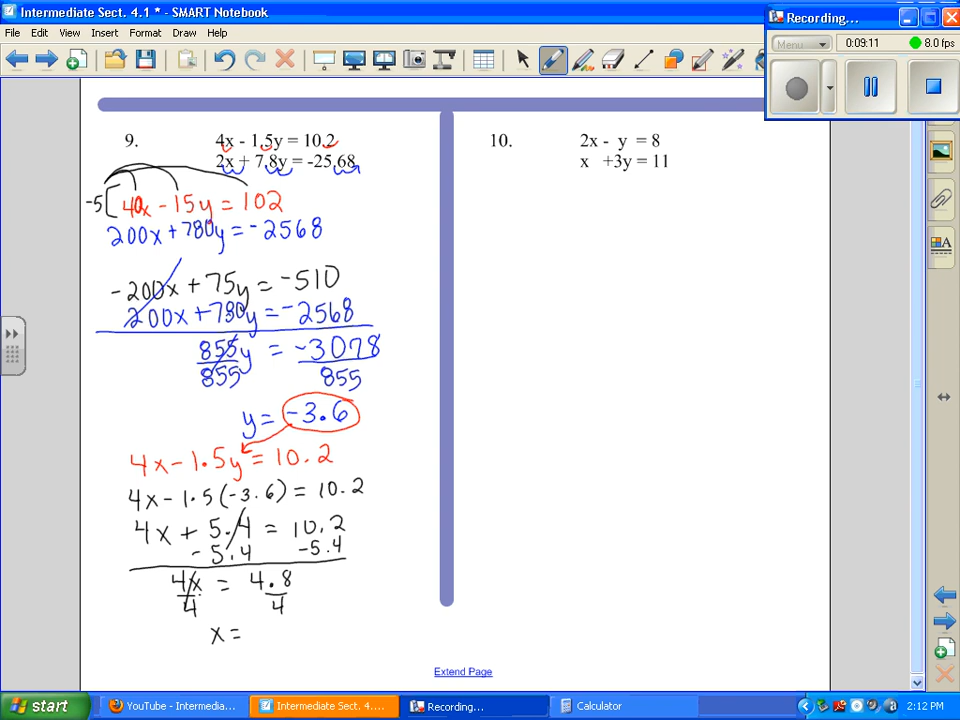 Intermediate Sect. 4.1 * - SMART Notebook
File Edit View Insert Format Draw Help
Recording...
Menu 0:09:11 8.0 fps
9. 4x - 1.5y = 10.2
2x + 7.8y = -25.68
-5[40x - 15y = 102
200x + 780y = -2568
-200x + 75y = -510
200x + 780y = -2568
855y = -3078
855 855
y = -3.6
4x - 1.5y = 10.2
4x - 1.5(-3.6) = 10.2
4x + 5.4 = 10.2
- 5.4 -5.4
4x = 4.8
4 4
x =
10. 2x - y = 8
x +3y = 11
Extend Page
start YouTube - Intermedia... Intermediate Sect. 4.... Recording... Calculator 2:12 PM